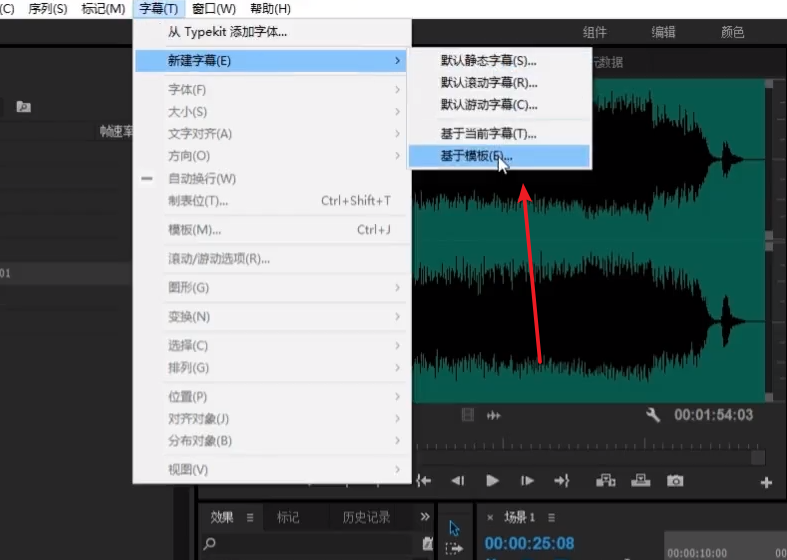 (C) 序列(S) 标记(M) 字幕(T) 窗口(W) 帮助(H)
从 Typekit 添加字体...
组件 编辑 颜色
新建字幕(E)
默认静态字幕(S)...
元数据
默认滚动字幕(R)...
字体(F)
大小(S)
默认游动字幕(C)...
帧速率
文字对齐(A)
基于当前字幕(T)...
方向(O)
基于模板(E)...
自动换行(W)
制表位(T)... Ctrl+Shift+T
模板(M)... Ctrl+J
滚动/游动选项(R)...
01
图形(G)
变换(N)
选择(C)
排列(G)
位置(P)
对齐对象(J)
00:01:54:03
分布对象(B)
视图(V)
效果 标记 历史记录
场景 1
00:00:25:08
00:00:10:00